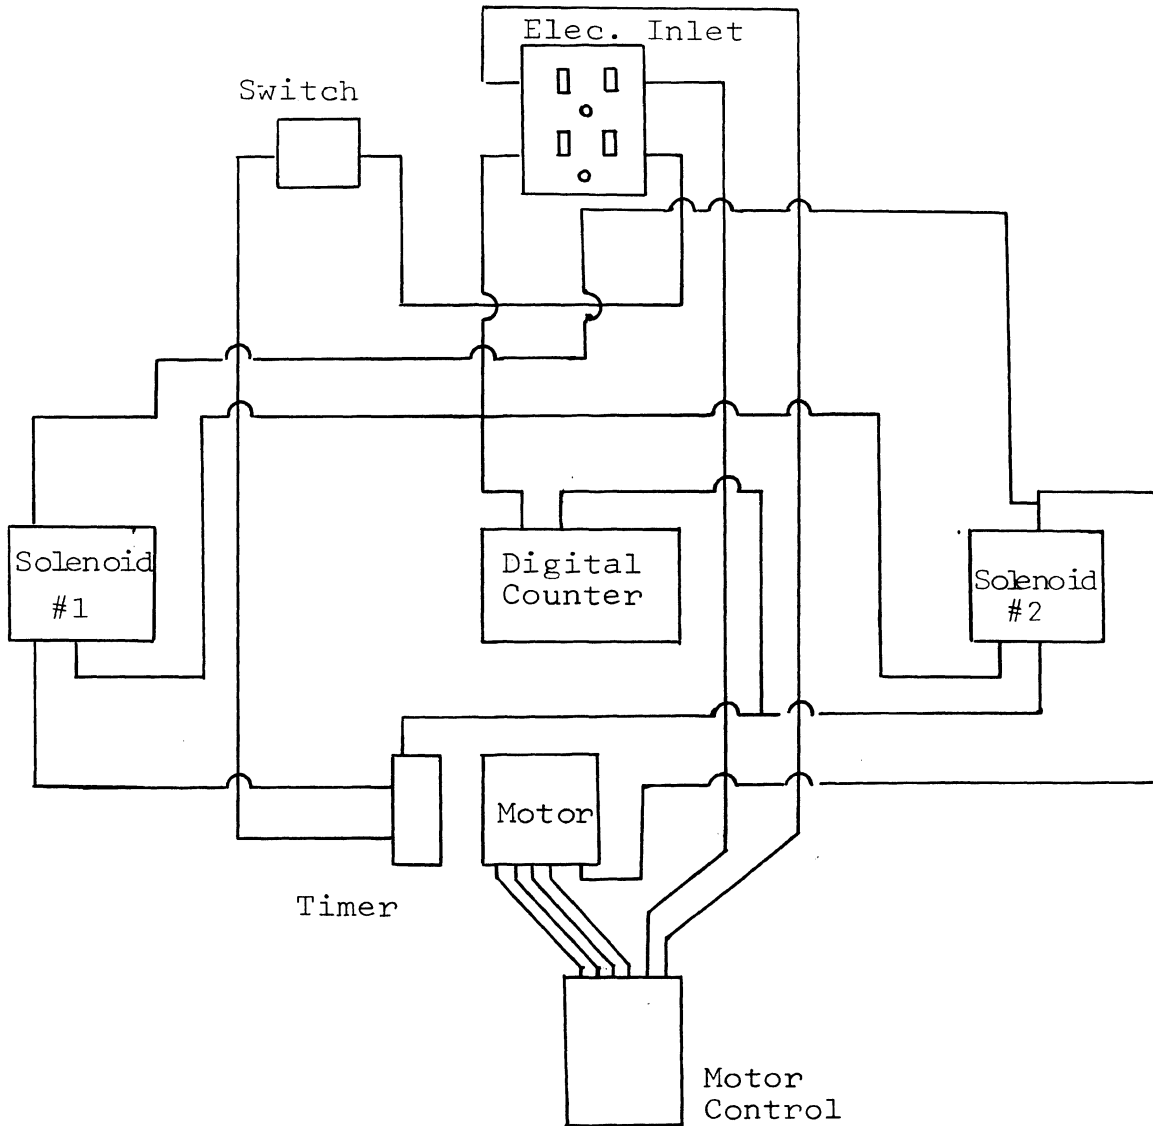 Elec. Inlet
Switch
Solenoid
#1
Digital
Counter
Solenoid
#2
Motor
Timer
Motor
Control